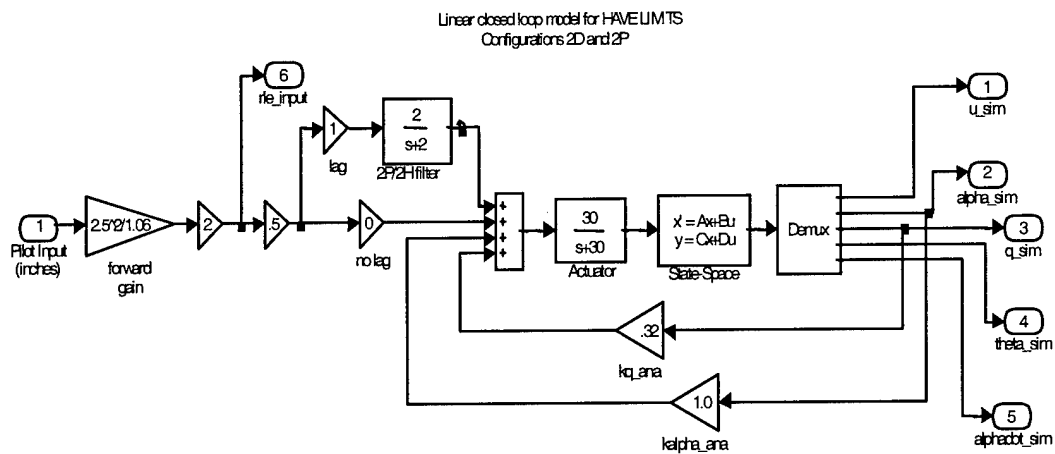 Linear closed loop model for HAVE LIMITS
Configurations 2D and 2P
6
rle_input
1
u_sim
1
lag
2
s+2
2P/2H filter
2
alpha_sim
1
Pilot Input
(inches)
2.5*2/1.06
forward
gain
2
.5
0
no lag
+
+
+
+
30
s+30
Actuator
x' = Ax+Bu
y = Cx+Du
State-Space
Demux
3
q_sim
.32
kq_ana
4
theta_sim
1.0
kalpha_ana
5
alphadot_sim